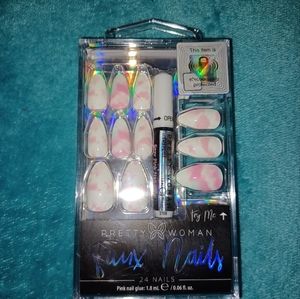 This item is
protected
OPEN
Try Me
PRETTY WOMAN
Faux Nails
24 NAILS
Pink nail glue: 1.8 mL / 0.06 fl. oz.